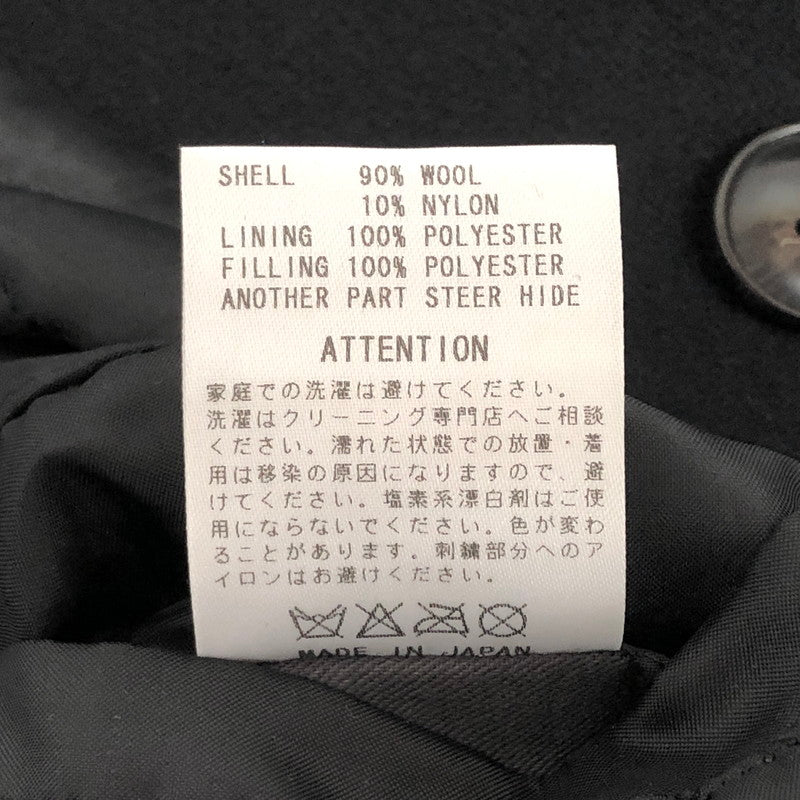 SHELL 90% WOOL
10% NYLON
LINING 100% POLYESTER
FILLING 100% POLYESTER
ANOTHER PART STEER HIDE
ATTENTION
家庭での洗濯は避けてください。
洗濯はクリーニング専門店へご相談
ください。濡れた状態での放置・着
用は移染の原因になりますので、避
けてください。塩素系漂白剤はご使
用にならないでください。色が変わ
ることがあります。刺繍部分へのア
イロンはお避けください。
MADE IN JAPAN